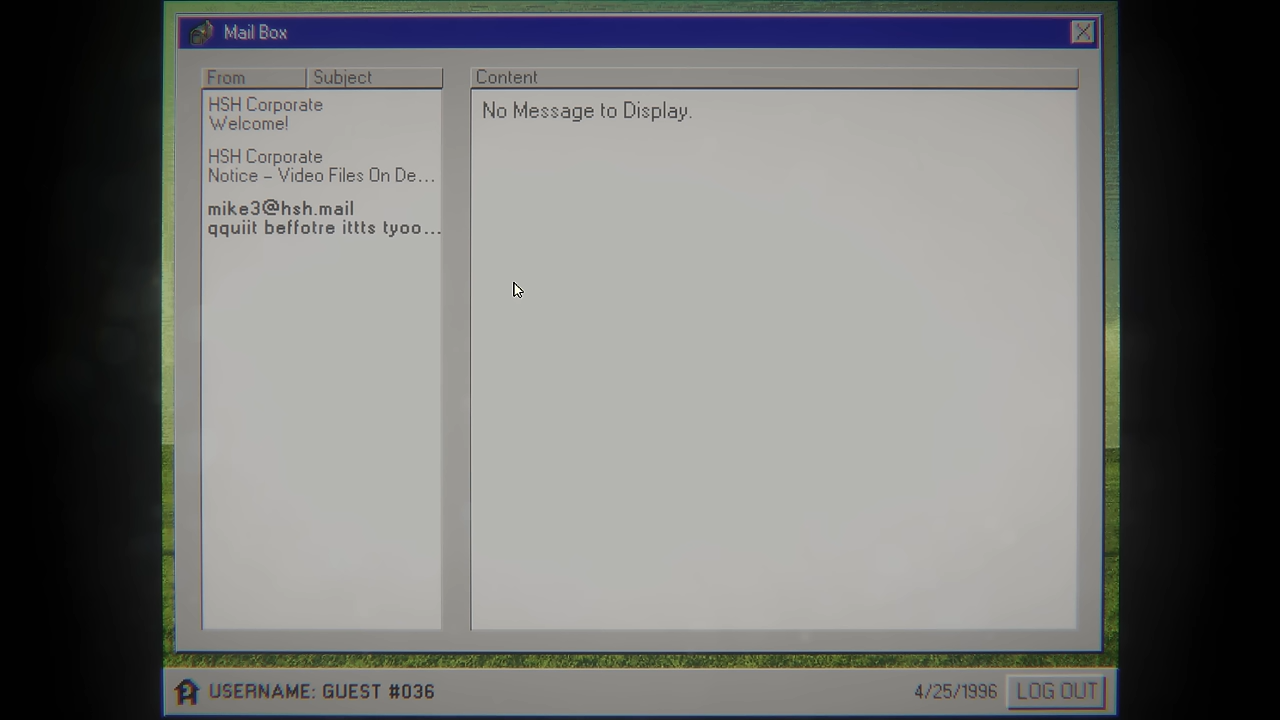 Mail Box
From Subject
Content
HSH Corporate
Welcome!
HSH Corporate
Notice – Video Files On De...
mike3@hsh.mail
qquiit beffotre ittts tyoo...
No Message to Display.
USERNAME: GUEST #036
4/25/1996
LOG OUT